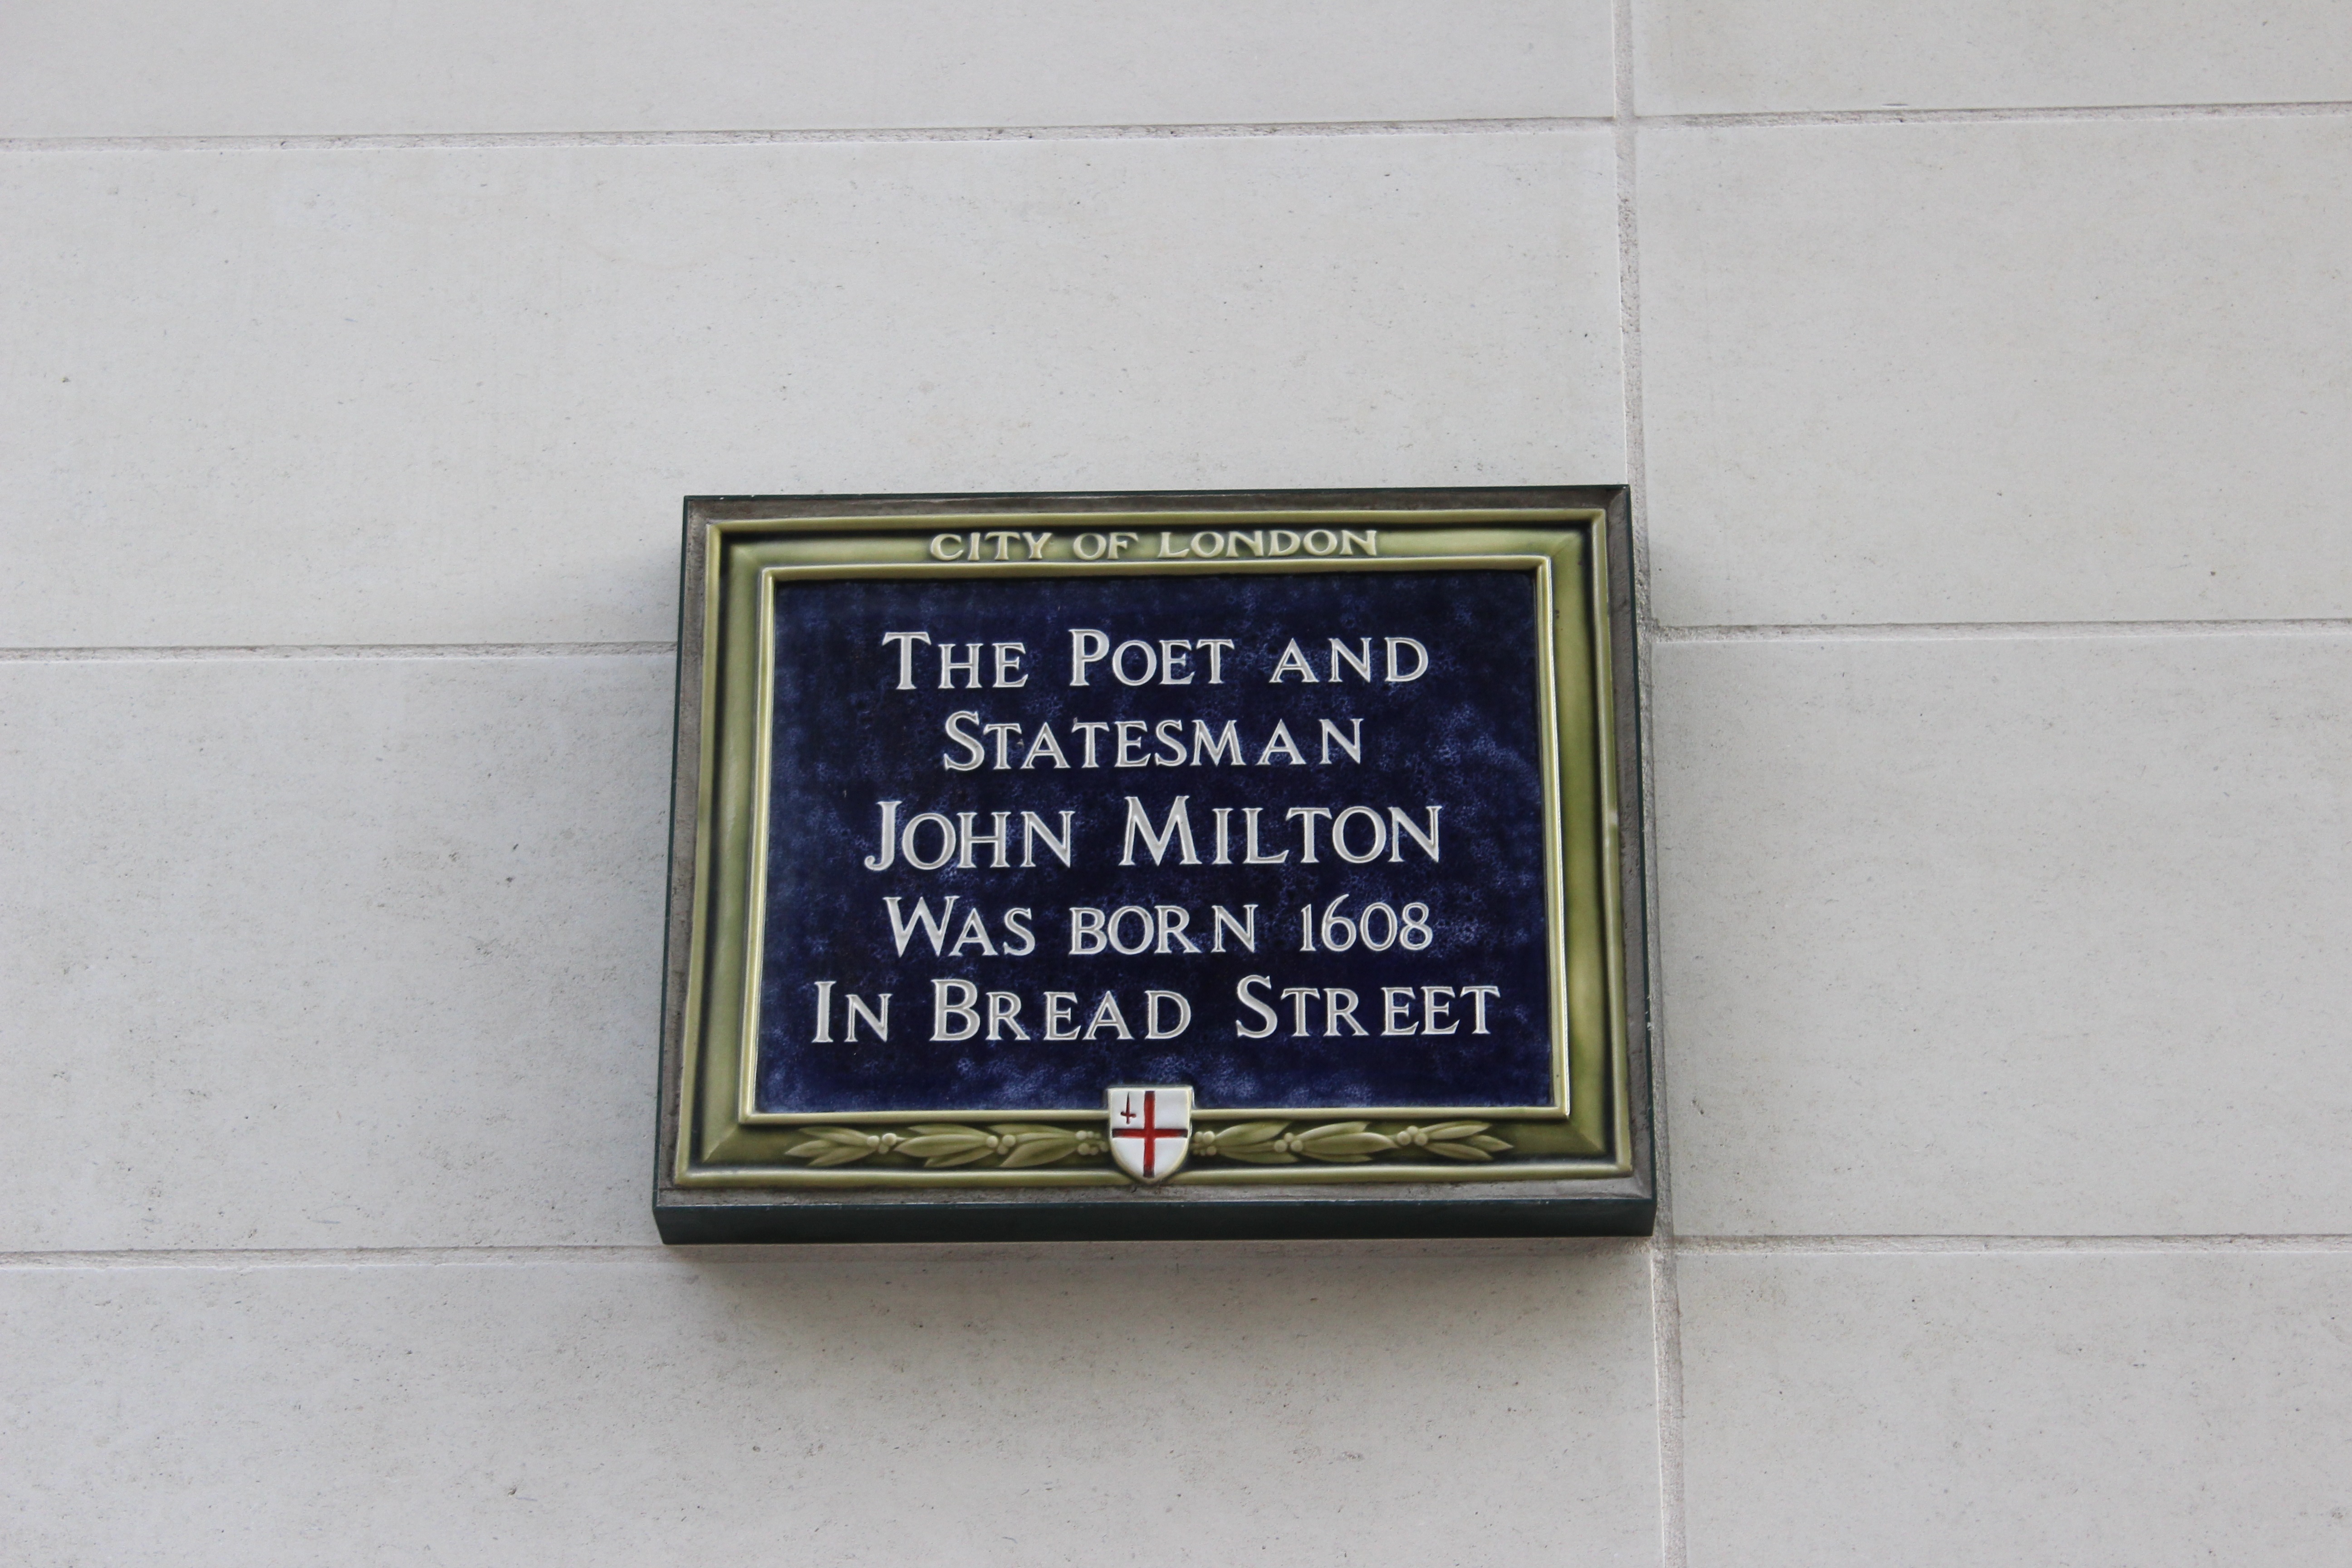 CITY OF LONDON
THE POET AND
STATESMAN
JOHN MILTON
WAS BORN 1608
IN BREAD STREET